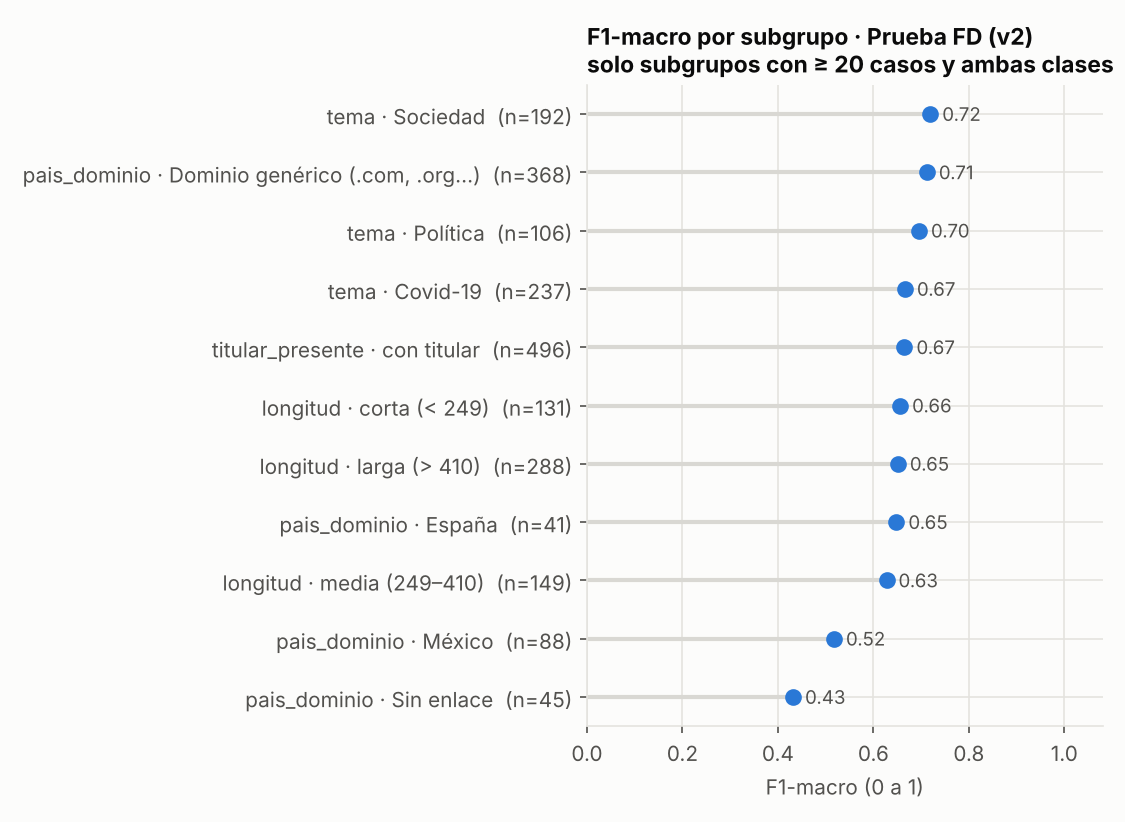 F1-macro por subgrupo · Prueba FD (v2)
solo subgrupos con ≥ 20 casos y ambas clases
tema · Sociedad (n=192) 0.72
pais_dominio · Dominio genérico (.com, .org...) (n=368) 0.71
tema · Política (n=106) 0.70
tema · Covid-19 (n=237) 0.67
titular_presente · con titular (n=496) 0.67
longitud · corta (< 249) (n=131) 0.66
longitud · larga (> 410) (n=288) 0.65
pais_dominio · España (n=41) 0.65
longitud · media (249–410) (n=149) 0.63
pais_dominio · México (n=88) 0.52
pais_dominio · Sin enlace (n=45) 0.43
0.0 0.2 0.4 0.6 0.8 1.0
F1-macro (0 a 1)